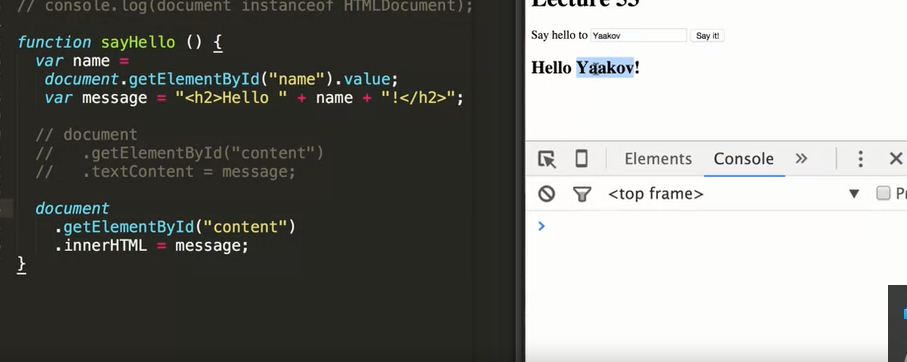 // console.log(document instanceof HTMLDocument);
function sayHello () {
var name =
document.getElementById("name").value;
var message = "<h2>Hello " + name + "!</h2>";
// document
// .getElementById("content")
// .textContent = message;
document
.getElementById("content")
.innerHTML = message;
}
Lecture 53
Say hello to Yaakov Say it!
Hello Yaakov!
Elements Console »
<top frame> ▼
>